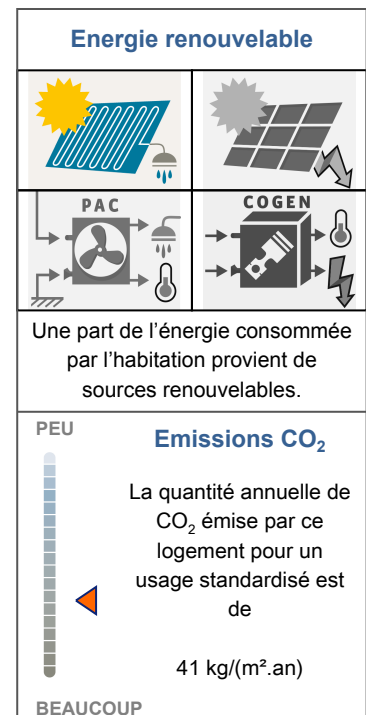 Energie renouvelable
PAC
COGEN
Une part de l'énergie consommée
par l'habitation provient de
sources renouvelables.
PEU
Emissions CO₂
La quantité annuelle de
CO₂ émise par ce
logement pour un
usage standardisé est
de
41 kg/(m².an)
BEAUCOUP